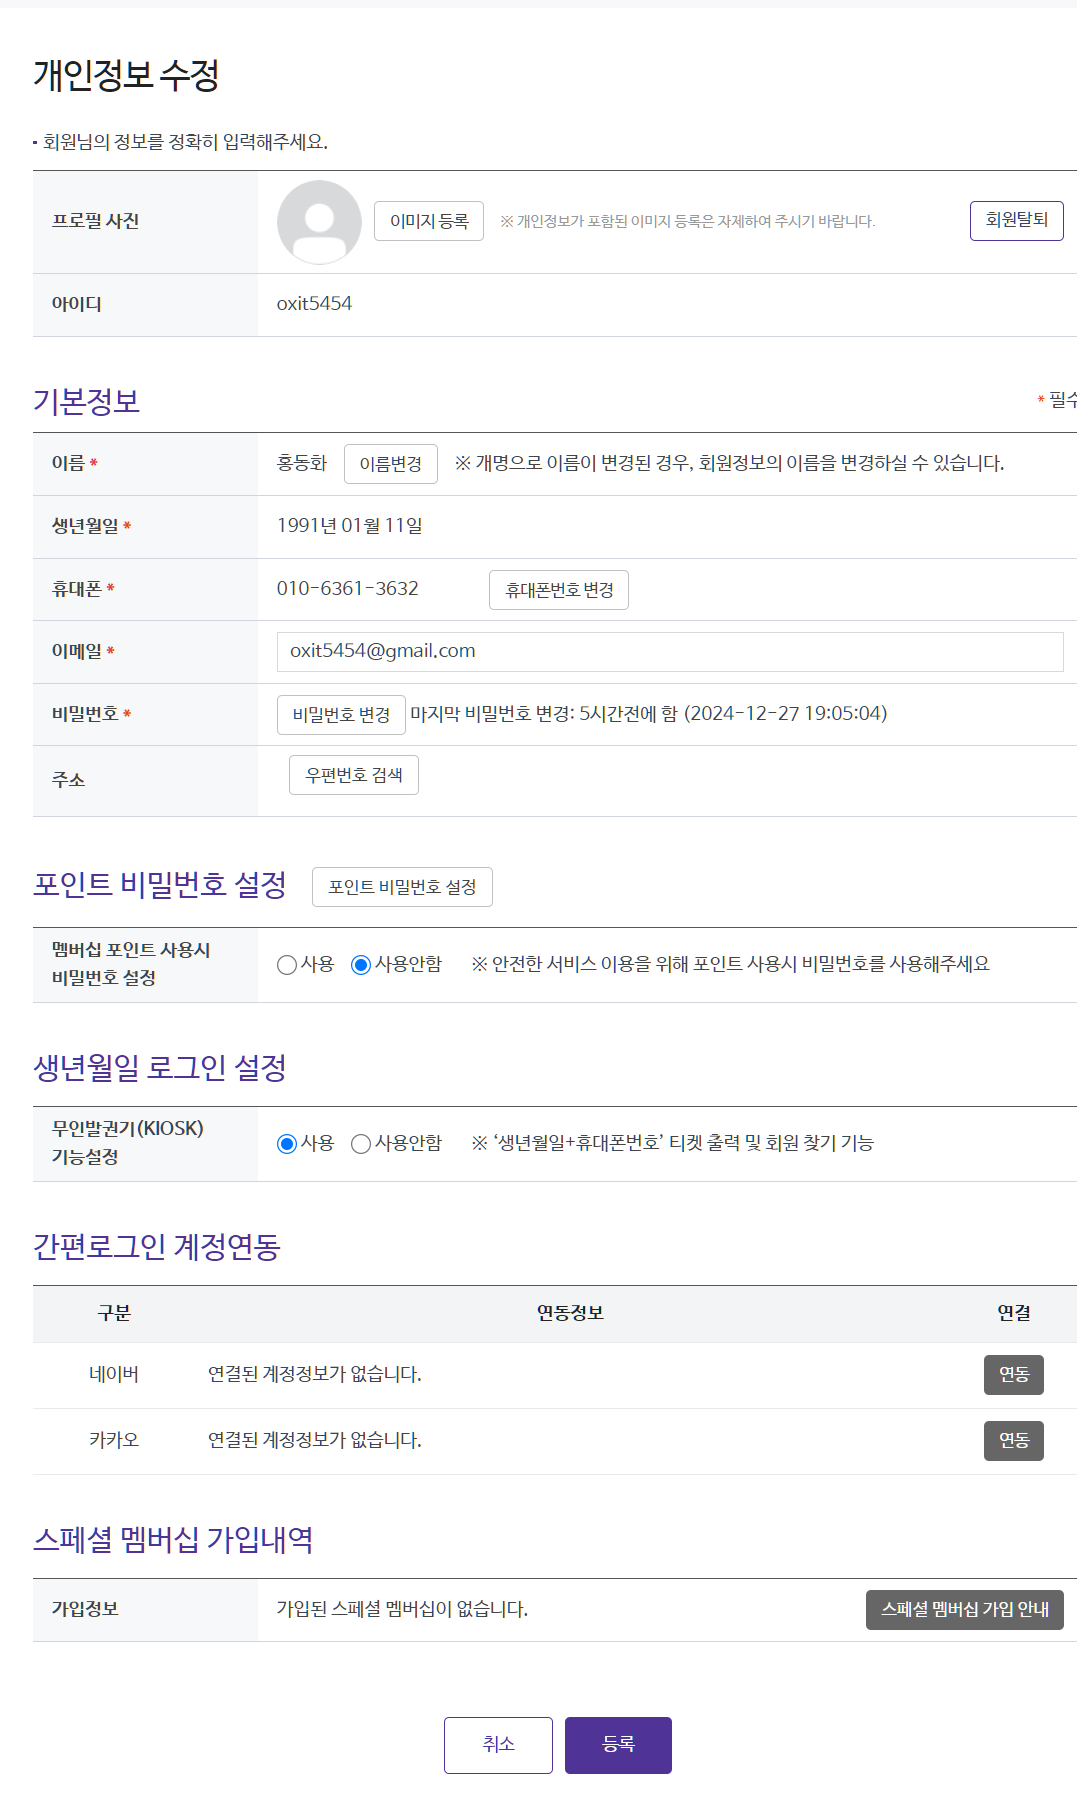 개인정보 수정
회원님의 정보를 정확히 입력해주세요.
프로필 사진
이미지 등록
※ 개인정보가 포함된 이미지 등록은 자제하여 주시기 바랍니다.
회원탈퇴
아이디
oxit5454
기본정보
* 필수
이름 *
홍동화
이름변경
※ 개명으로 이름이 변경된 경우, 회원정보의 이름을 변경하실 수 있습니다.
생년월일 *
1991년 01월 11일
휴대폰 *
010-6361-3632
휴대폰번호 변경
이메일 *
oxit5454@gmail.com
비밀번호 *
비밀번호 변경
마지막 비밀번호 변경: 5시간전에 함 (2024-12-27 19:05:04)
주소
우편번호 검색
포인트 비밀번호 설정
포인트 비밀번호 설정
멤버십 포인트 사용시
비밀번호 설정
사용
사용안함
※ 안전한 서비스 이용을 위해 포인트 사용시 비밀번호를 사용해주세요
생년월일 로그인 설정
무인발권기(KIOSK)
기능설정
사용
사용안함
※ ‘생년월일+휴대폰번호’ 티켓 출력 및 회원 찾기 기능
간편로그인 계정연동
구분
연동정보
연결
네이버
연결된 계정정보가 없습니다.
연동
카카오
연결된 계정정보가 없습니다.
연동
스페셜 멤버십 가입내역
가입정보
가입된 스페셜 멤버십이 없습니다.
스페셜 멤버십 가입 안내
취소
등록